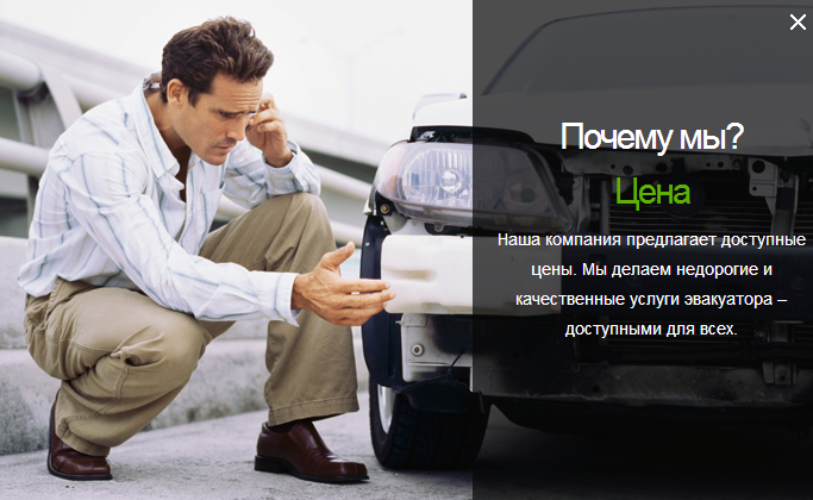 Почему мы?
Цена
Наша компания предлагает доступные
цены. Мы делаем недорогие и
качественные услуги эвакуатора –
доступными для всех.